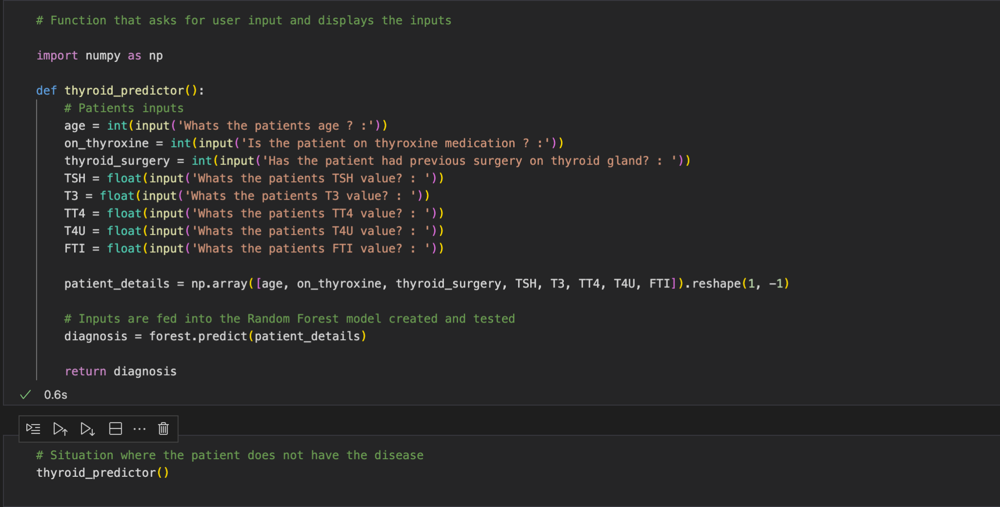 # Function that asks for user input and displays the inputs
import numpy as np
def thyroid_predictor():
# Patients inputs
age = int(input('Whats the patients age ? :'))
on_thyroxine = int(input('Is the patient on thyroxine medication ? :'))
thyroid_surgery = int(input('Has the patient had previous surgery on thyroid gland? : '))
TSH = float(input('Whats the patients TSH value? : '))
T3 = float(input('Whats the patients T3 value? : '))
TT4 = float(input('Whats the patients TT4 value? : '))
T4U = float(input('Whats the patients T4U value? : '))
FTI = float(input('Whats the patients FTI value? : '))
patient_details = np.array([age, on_thyroxine, thyroid_surgery, TSH, T3, TT4, T4U, FTI]).reshape(1, -1)
# Inputs are fed into the Random Forest model created and tested
diagnosis = forest.predict(patient_details)
return diagnosis
0.6s
# Situation where the patient does not have the disease
thyroid_predictor()